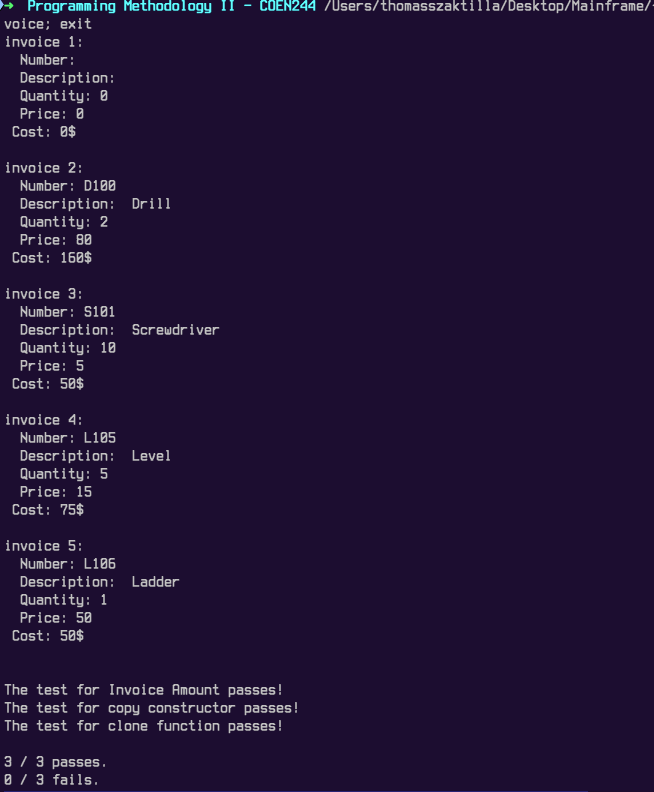 ➜ Programming Methodology II - COEN244 /Users/thomasszaktilla/Desktop/Mainframe/
voice; exit
invoice 1:
Number:
Description:
Quantity: 0
Price: 0
Cost: 0$
invoice 2:
Number: D100
Description: Drill
Quantity: 2
Price: 80
Cost: 160$
invoice 3:
Number: S101
Description: Screwdriver
Quantity: 10
Price: 5
Cost: 50$
invoice 4:
Number: L105
Description: Level
Quantity: 5
Price: 15
Cost: 75$
invoice 5:
Number: L106
Description: Ladder
Quantity: 1
Price: 50
Cost: 50$
The test for Invoice Amount passes!
The test for copy constructor passes!
The test for clone function passes!
3 / 3 passes.
0 / 3 fails.